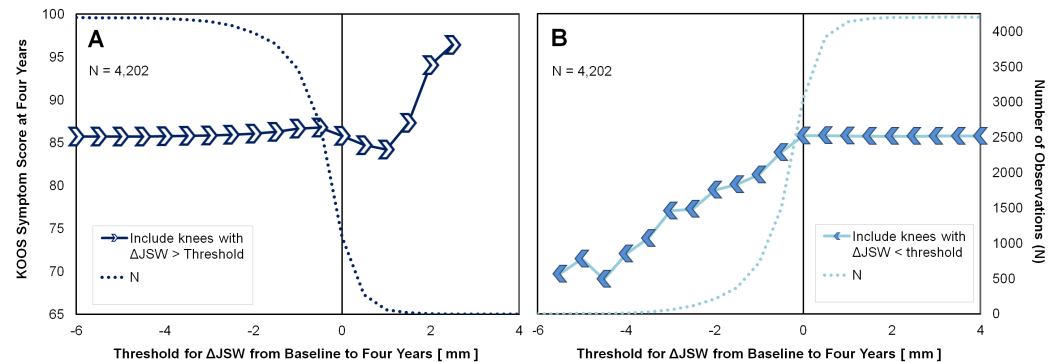 A
N = 4,202
KOOS Symptom Score at Four Years
100
95
90
85
80
75
70
65
Include knees with
ΔJSW > Threshold
N
-6
-4
-2
0
2
4
Threshold for ΔJSW from Baseline to Four Years [ mm ]
B
N = 4,202
Include knees with
ΔJSW < threshold
N
-6
-4
-2
0
2
4
Threshold for ΔJSW from Baseline to Four Years [ mm ]
4000
3500
3000
2500
2000
1500
1000
500
0
Number of Observations (N)